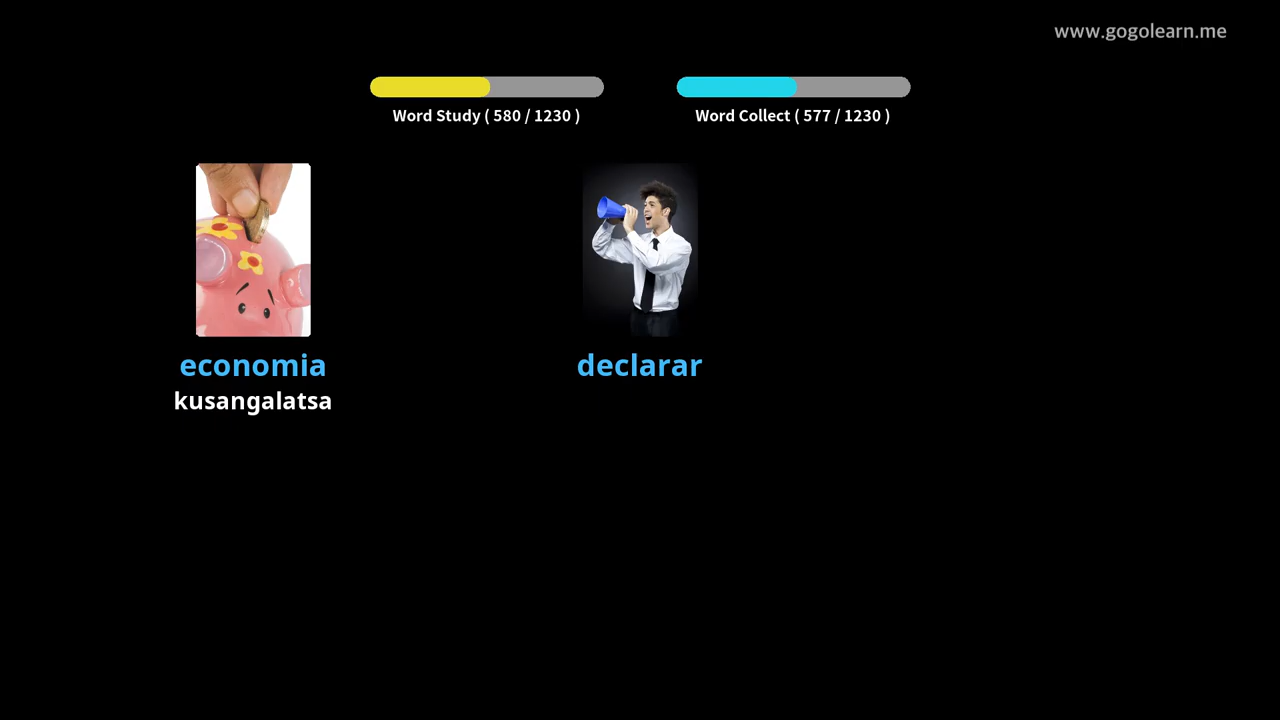 www.gogolearn.me
Word Study ( 580 / 1230 )
Word Collect ( 577 / 1230 )
economia
declarar
kusangalatsa